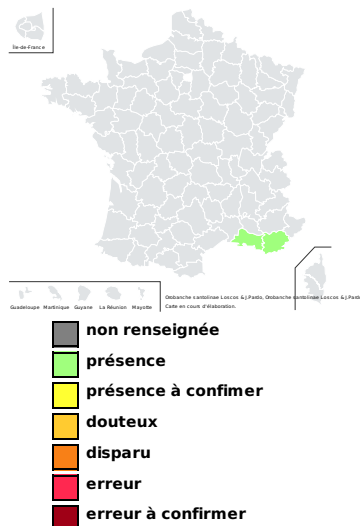 Île-de-France
Guadeloupe Martinique Guyane La Réunion Mayotte
Orobanche santolinae Loscos & J.Pardo, Orobanche santolinae Loscos & J.Pardo
Carte en cours d'élaboration.
non renseignée
présence
présence à confimer
douteux
disparu
erreur
erreur à confirmer